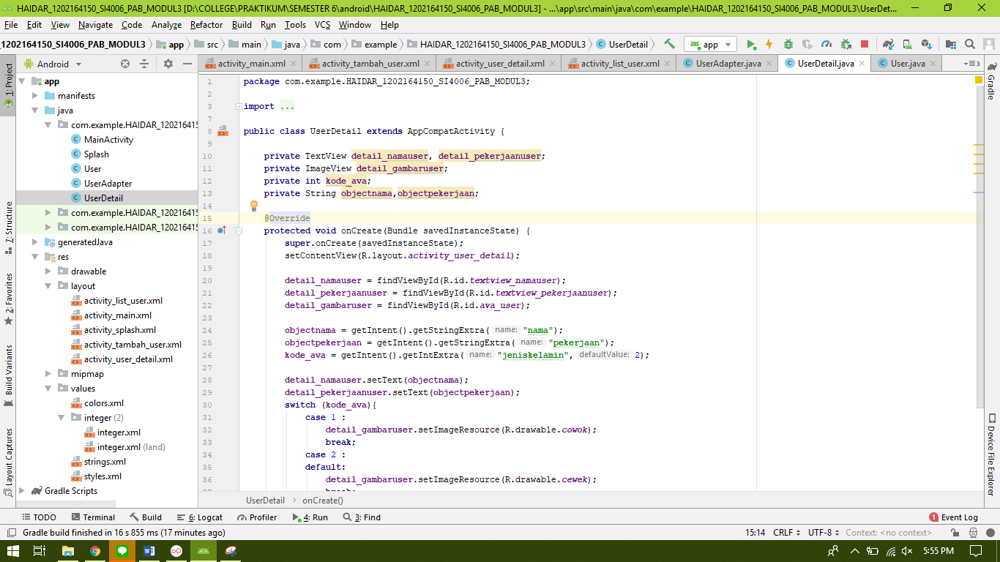 HAIDAR_1202164150_SI4006_PAB_MODUL3 [D:\COLLEGE\PRAKTIKUM\SEMESTER 6\android\HAIDAR_1202164150_SI4006_PAB_MODUL3] - ...\app\src\main\java\com\example\HAIDAR_1202164150_SI4006_PAB_MODUL3\UserDet...
File Edit View Navigate Code Analyze Refactor Build Run Tools VCS Window Help
_1202164150_SI4006_PAB_MODUL3 app src main java com example HAIDAR_1202164150_SI4006_PAB_MODUL3 UserDetail app
Android
activity_main.xml activity_tambah_user.xml activity_user_detail.xml activity_list_user.xml UserAdapter.java UserDetail.java User.java 3
1: Project
7: Structure
2: Favorites
Build Variants
Layout Captures
app
manifests
java
com.example.HAIDAR_12021641
MainActivity
Splash
User
UserAdapter
UserDetail
com.example.HAIDAR_12021641
com.example.HAIDAR_12021641
generatedJava
res
drawable
layout
activity_list_user.xml
activity_main.xml
activity_splash.xml
activity_tambah_user.xml
activity_user_detail.xml
mipmap
values
colors.xml
integer (2)
integer.xml
integer.xml (land)
strings.xml
styles.xml
Gradle Scripts
1 package com.example.HAIDAR_1202164150_SI4006_PAB_MODUL3;
2
3 import ...
7
8 public class UserDetail extends AppCompatActivity {
9
10 private TextView detail_namauser, detail_pekerjaanuser;
11 private ImageView detail_gambaruser;
12 private int kode_ava;
13 private String objectnama,objectpekerjaan;
14
15 @Override
16 protected void onCreate(Bundle savedInstanceState) {
17 super.onCreate(savedInstanceState);
18 setContentView(R.layout.activity_user_detail);
19
20 detail_namauser = findViewById(R.id.textview_namauser);
21 detail_pekerjaanuser = findViewById(R.id.textview_pekerjaanuser);
22 detail_gambaruser = findViewById(R.id.ava_user);
23
24 objectnama = getIntent().getStringExtra( name: "nama");
25 objectpekerjaan = getIntent().getStringExtra( name: "pekerjaan");
26 kode_ava = getIntent().getIntExtra( name: "jeniskelamin", defaultValue: 2);
27
28 detail_namauser.setText(objectnama);
29 detail_pekerjaanuser.setText(objectpekerjaan);
30 switch (kode_ava){
31 case 1 :
32 detail_gambaruser.setImageResource(R.drawable.cowok);
33 break;
34 case 2 :
35 default:
36 detail_gambaruser.setImageResource(R.drawable.cewek);
Gradle
Device File Explorer
UserDetail onCreate()
TODO Terminal Build 6: Logcat Profiler 4: Run 3: Find 1 Event Log
Gradle build finished in 16 s 855 ms (17 minutes ago) 15:14 CRLF UTF-8 Context: <no context>
5:55 PM